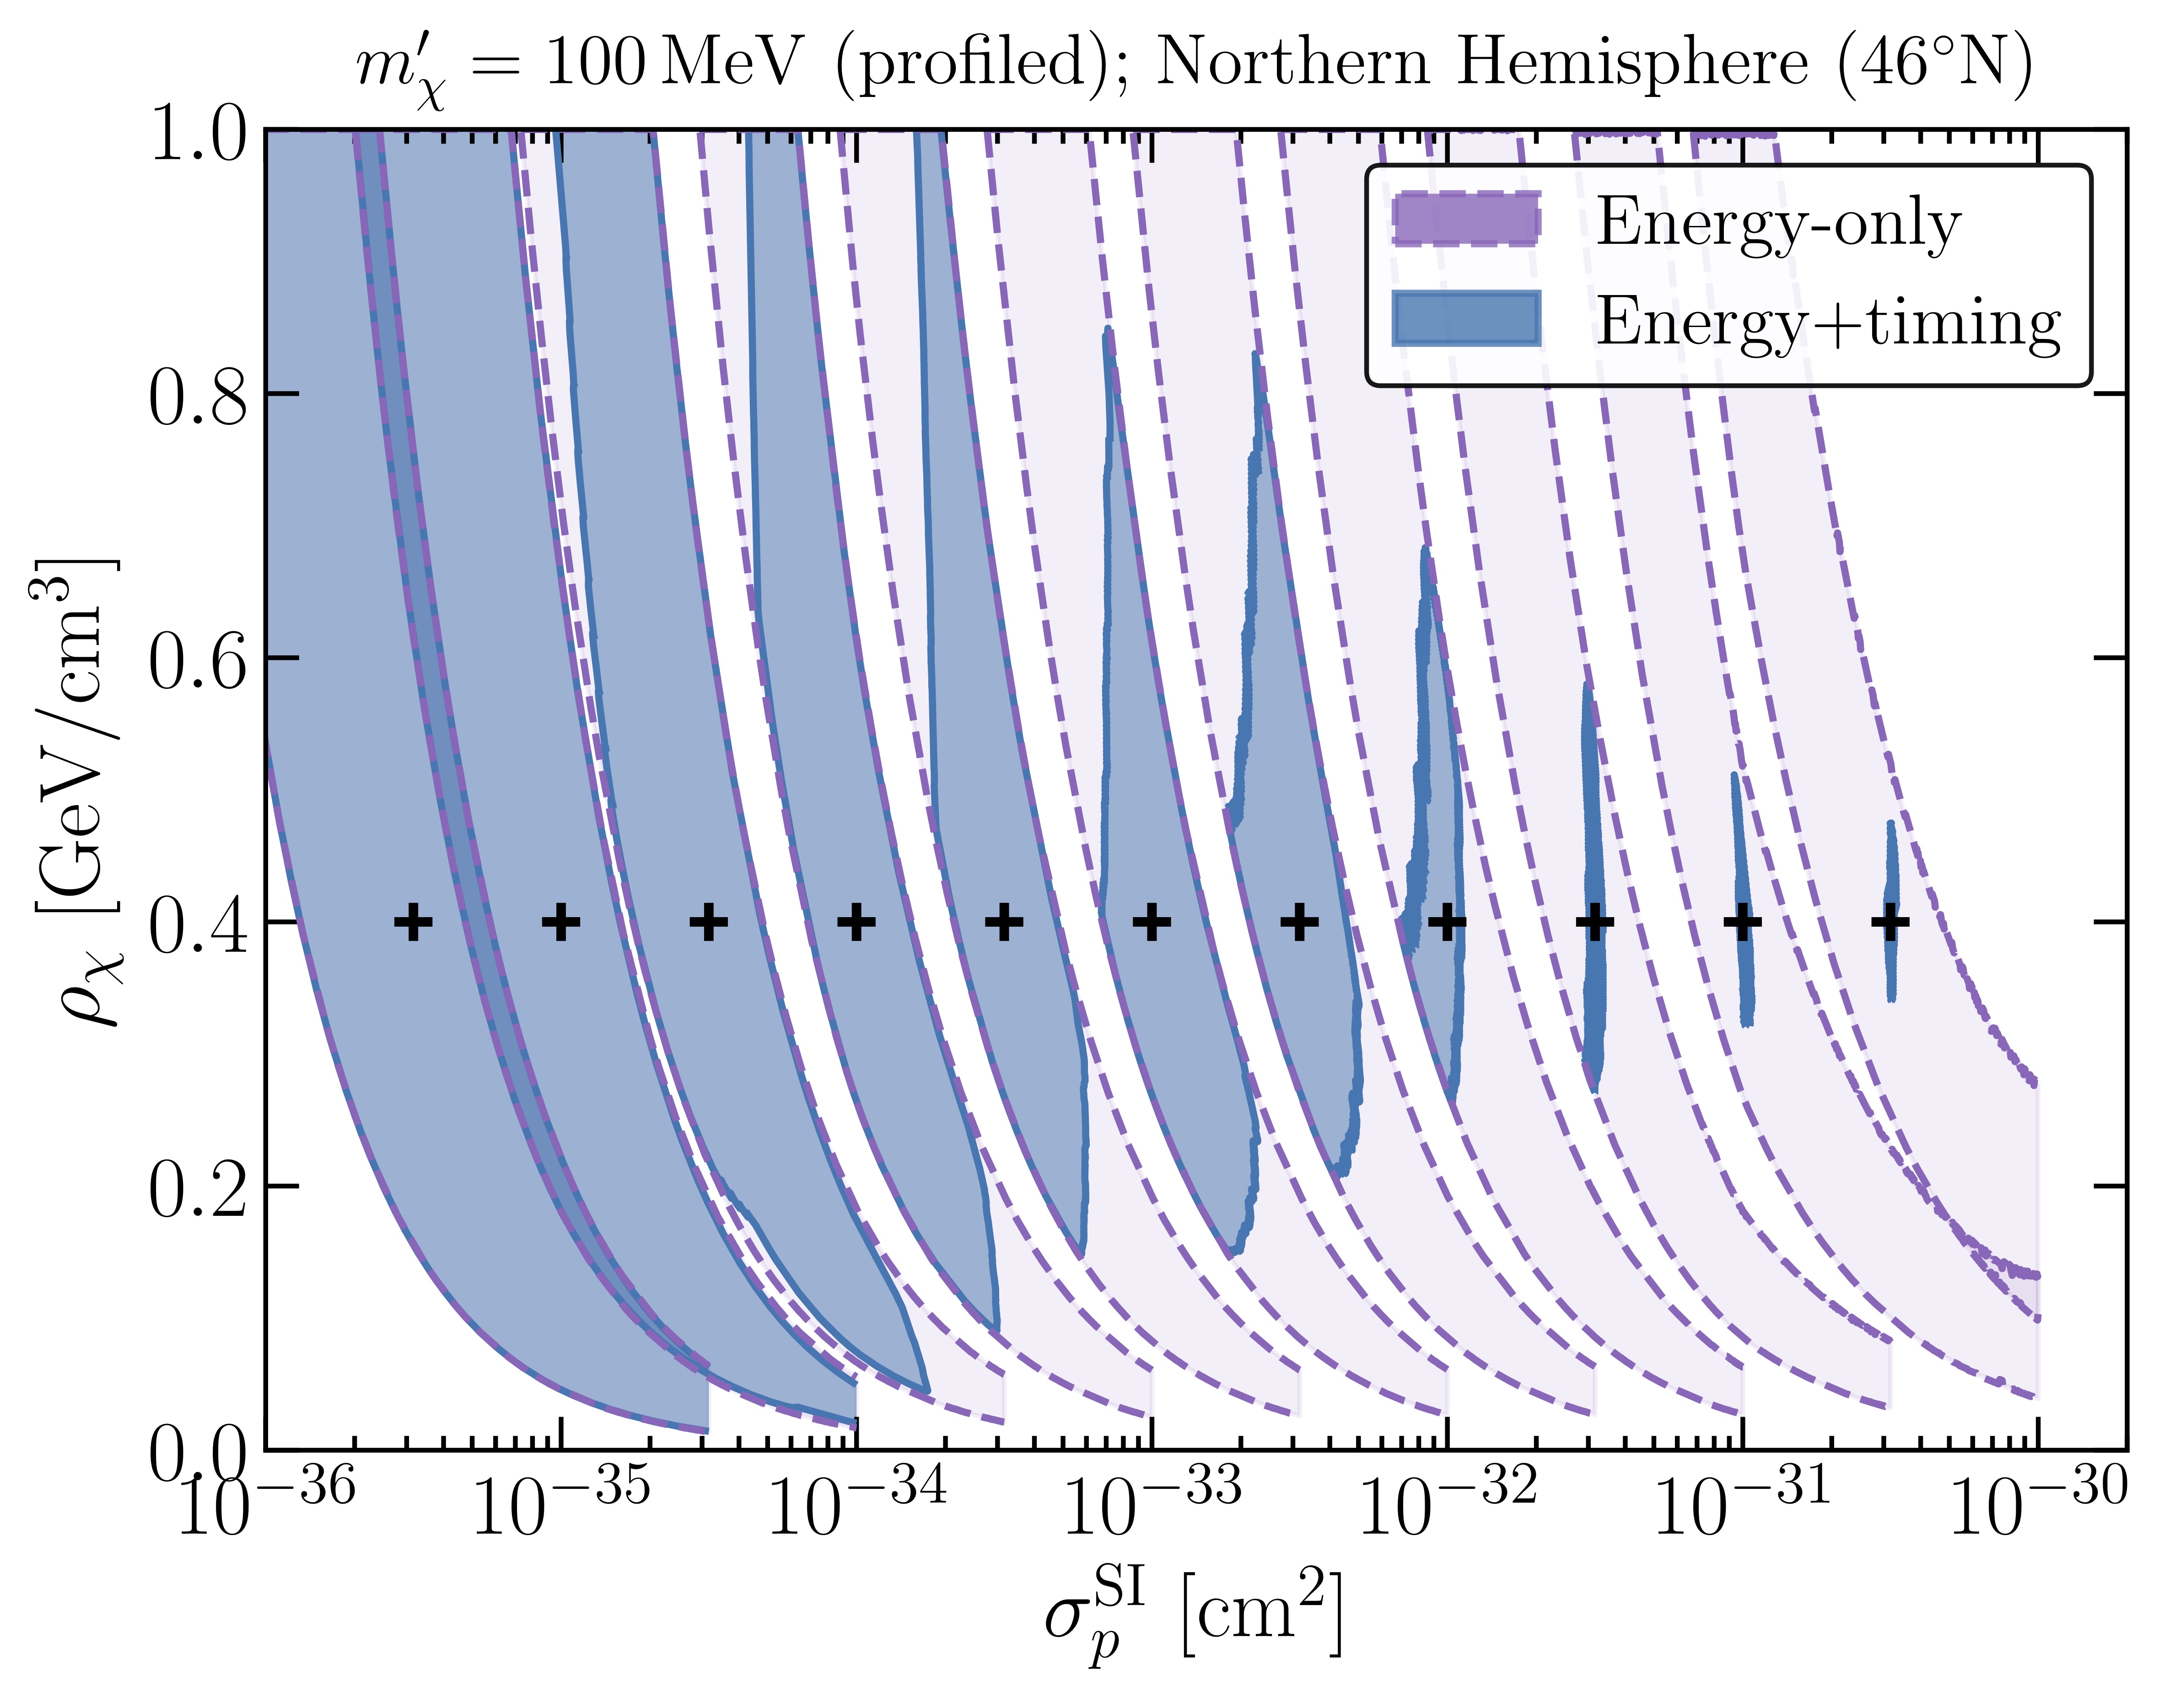 m′χ = 100 MeV (profiled); Northern Hemisphere (46°N)
Energy-only
Energy+timing
ρχ [GeV/cm³]
1.0
0.8
0.6
0.4
0.2
0.0
10⁻³⁶ 10⁻³⁵ 10⁻³⁴ 10⁻³³ 10⁻³² 10⁻³¹ 10⁻³⁰
σₚ^SI [cm²]